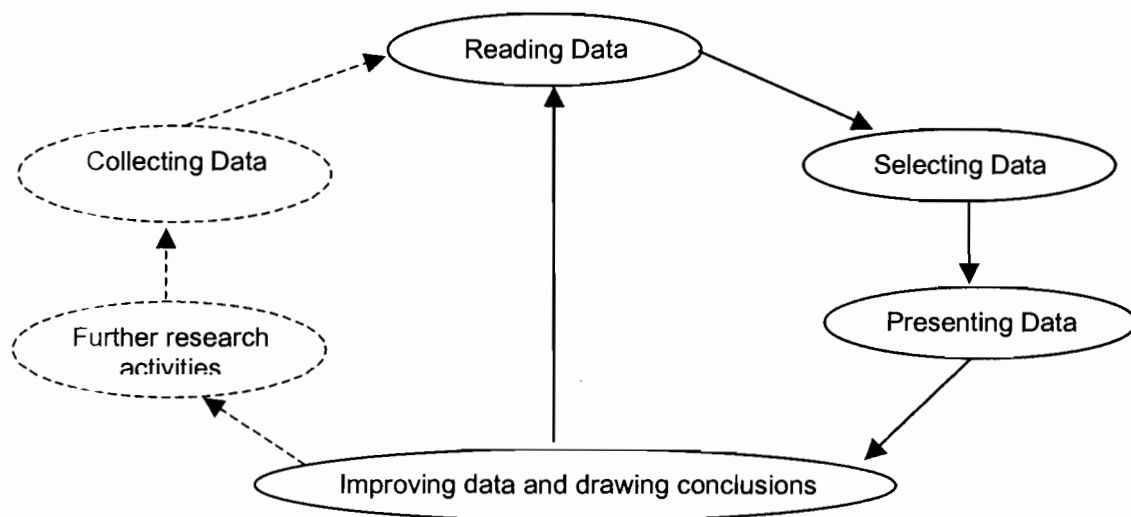 Reading Data
Collecting Data
Selecting Data
Presenting Data
Further research
activities
Improving data and drawing conclusions